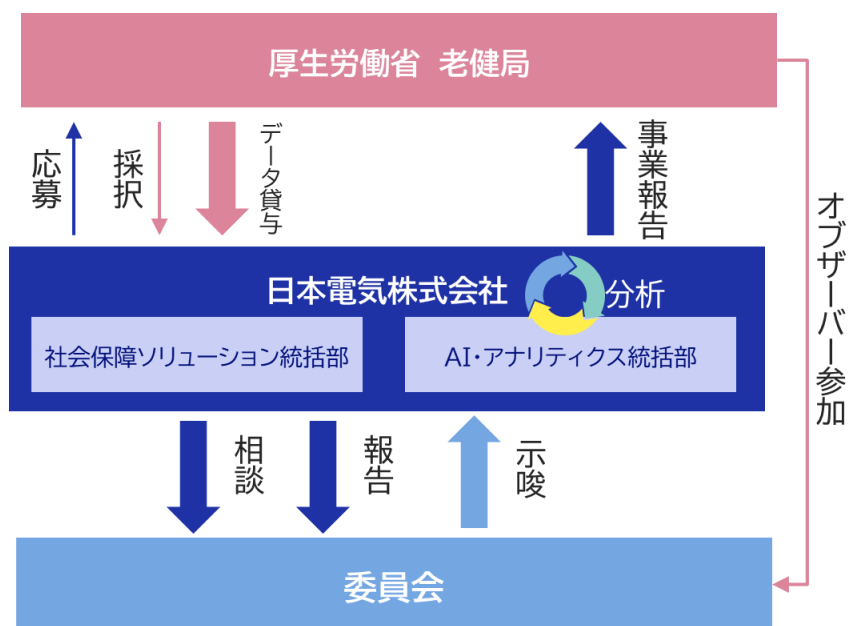 厚生労働省 老健局
応募
採択
データ貸与
事業報告
オブザーバー参加
日本電気株式会社
分析
社会保障ソリューション統括部
AI・アナリティクス統括部
相談
報告
示唆
委員会